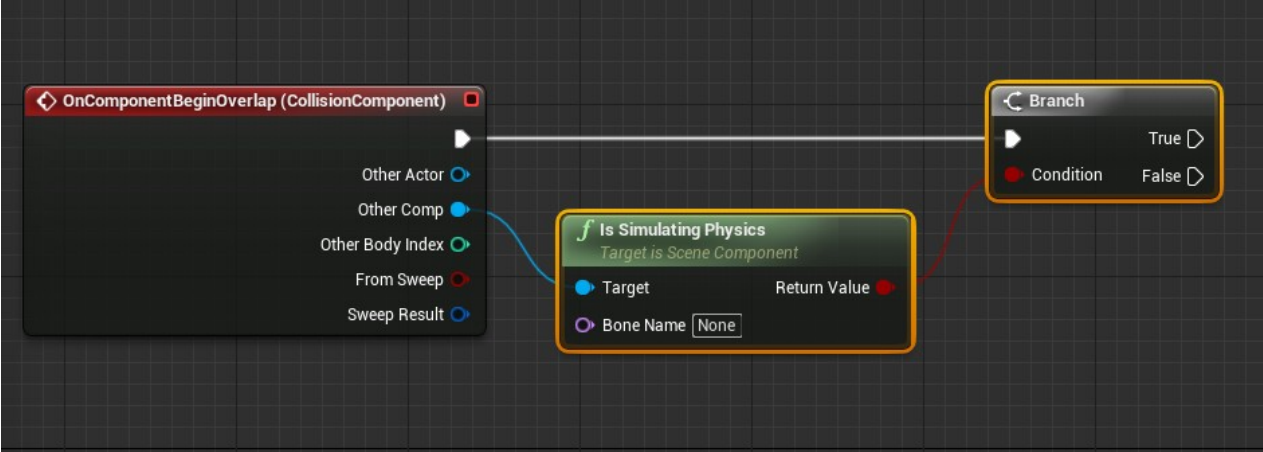 OnComponentBeginOverlap (CollisionComponent)
Other Actor
Other Comp
Other Body Index
From Sweep
Sweep Result
Is Simulating Physics
Target is Scene Component
Target
Return Value
Bone Name None
Branch
True
Condition
False